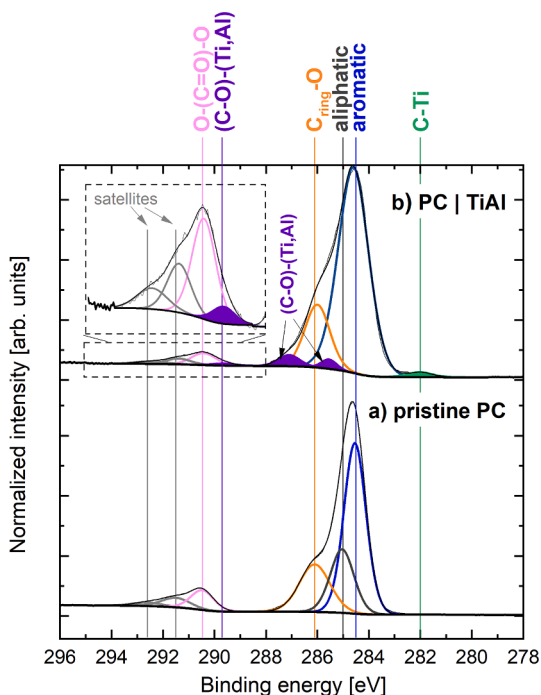 O-(C=O)-O
(C-O)-(Ti,Al)
Cring-O
aliphatic
aromatic
C-Ti
satellites
b) PC | TiAl
(C-O)-(Ti,Al)
a) pristine PC
Normalized intensity [arb. units]
296 294 292 290 288 286 284 282 280 278
Binding energy [eV]